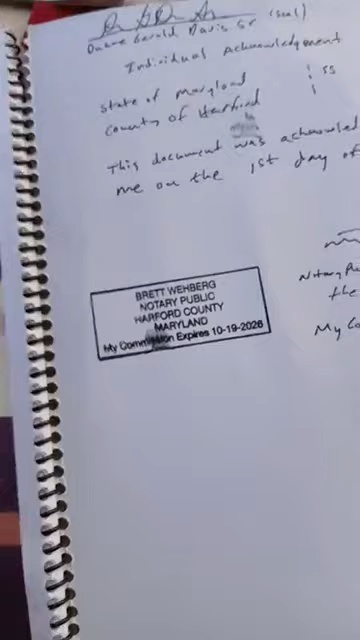 Duane Gerald Davis Sr (seal)
Individual Acknowledgement
State of Maryland : ss
County of Harford
This document was acknowled
me on the 1st day of
Notary Pu
the
My Co
BRETT WEHBERG
NOTARY PUBLIC
HARFORD COUNTY
MARYLAND
My Commission Expires 10-19-2026